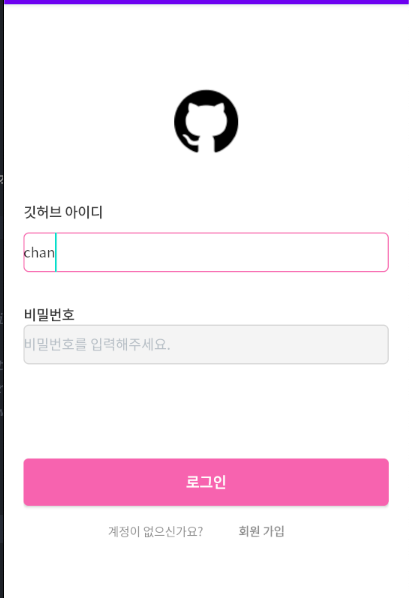 깃허브 아이디
chan
비밀번호
비밀번호를 입력해주세요.
로그인
계정이 없으신가요? 회원 가입